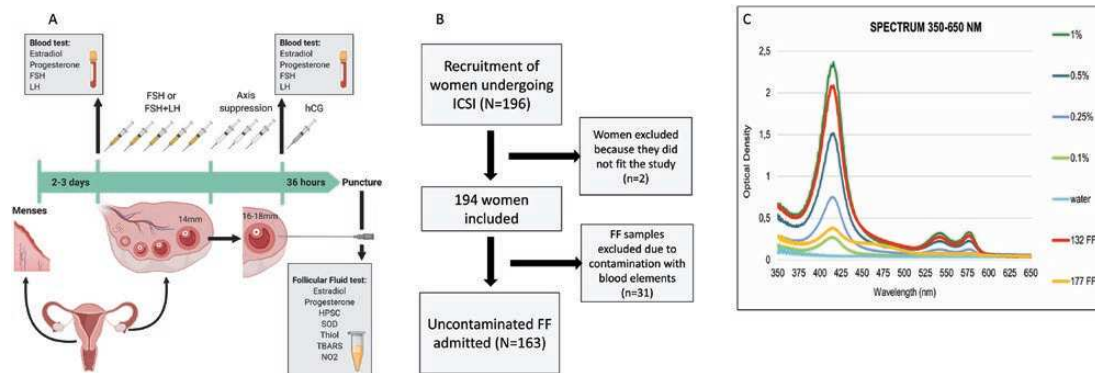 A
Blood test:
Estradiol
Progesterone
FSH
LH
FSH or
FSH+LH
Axis
suppression
Blood test:
Estradiol
Progesterone
FSH
LH
hCG
2-3 days
36 hours
Puncture
Menses
14mm
16-18mm
Follicular Fluid test:
Estradiol
Progesterone
HPSC
SOD
Thiol
TBARS
NO2
B
Recruitment of
women undergoing
ICSI (N=196)
Women excluded
because they did
not fit the study
(n=2)
194 women
included
FF samples
excluded due to
contamination with
blood elements
(n=31)
Uncontaminated FF
admitted (N=163)
C
SPECTRUM 350-650 NM
Optical Density
2,5
2
1,5
1
0,5
0
350 375 400 425 450 475 500 525 550 575 600 625 650
Wavelength (nm)
1%
0.5%
0.25%
0.1%
water
132 FF
177 FF